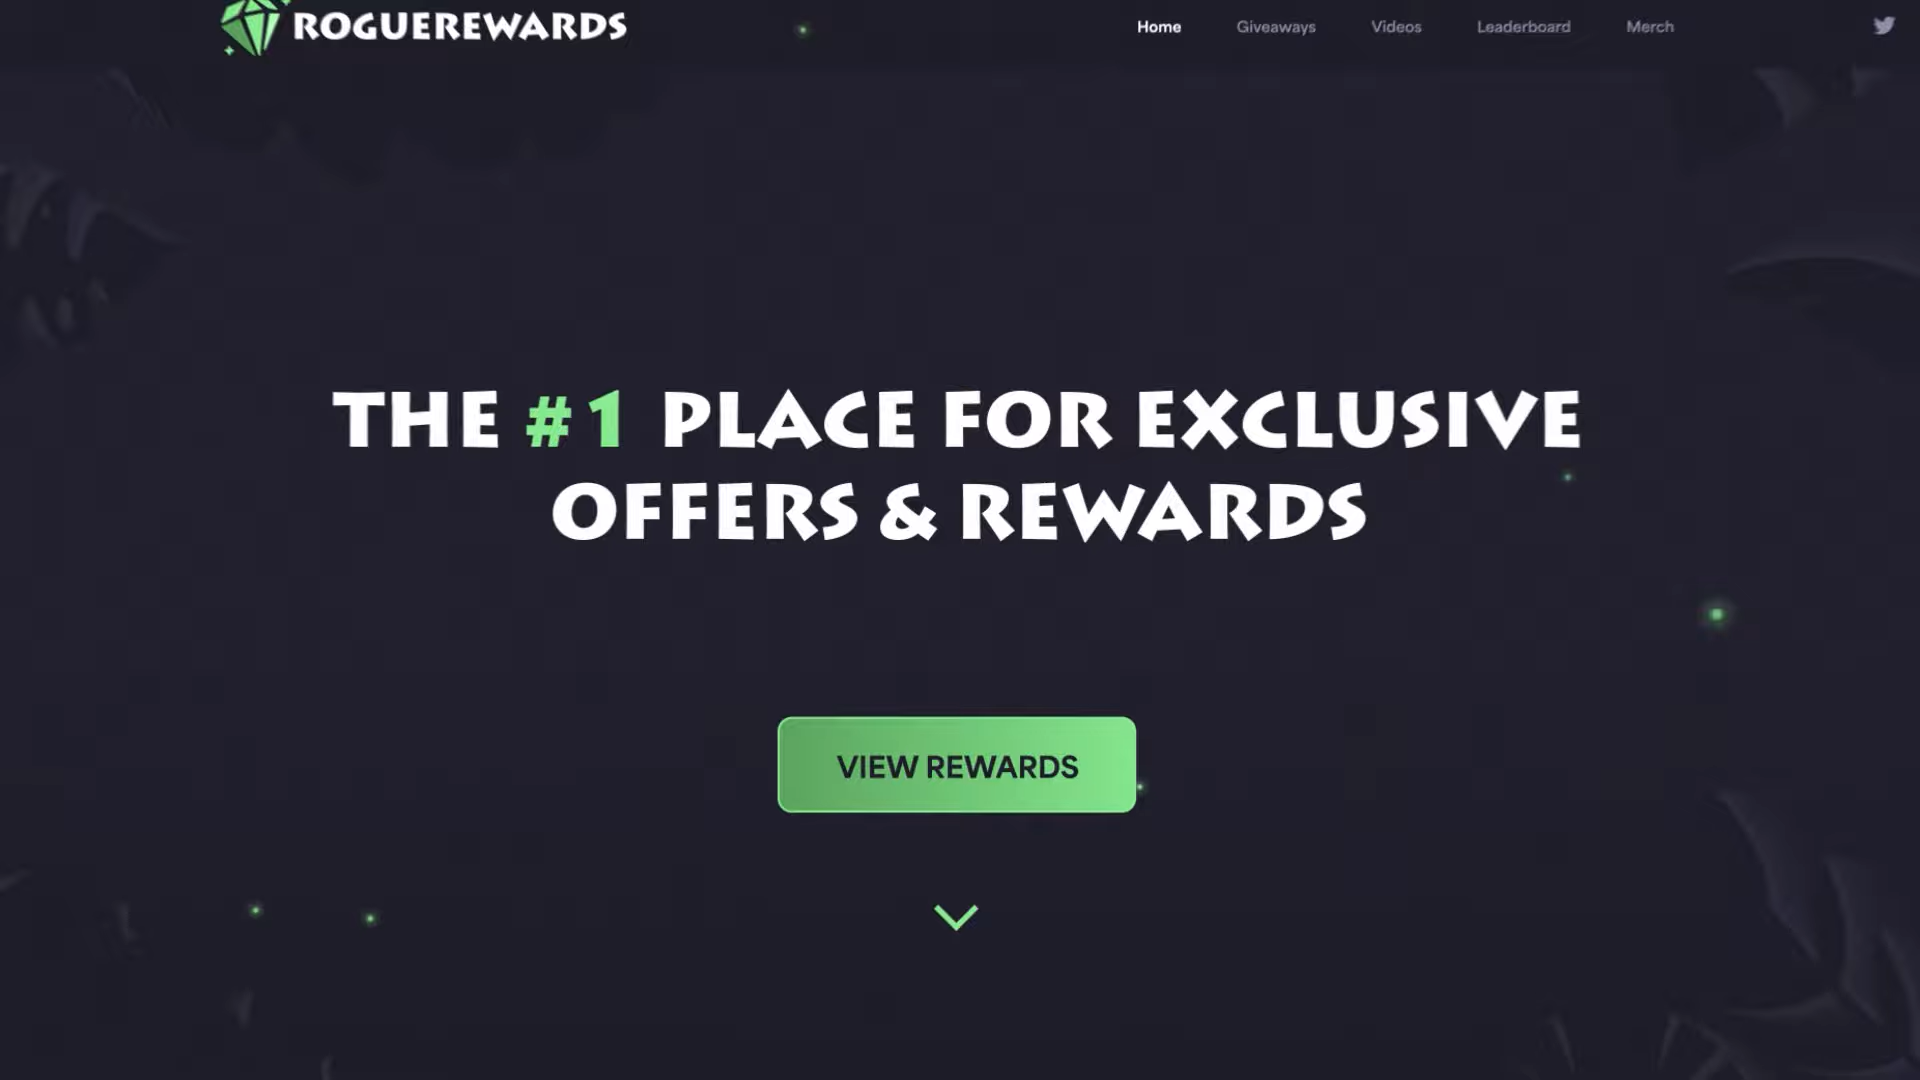 ROGUEREWARDS
Home Giveaways Videos Leaderboard Merch
THE #1 PLACE FOR EXCLUSIVE
OFFERS & REWARDS
VIEW REWARDS